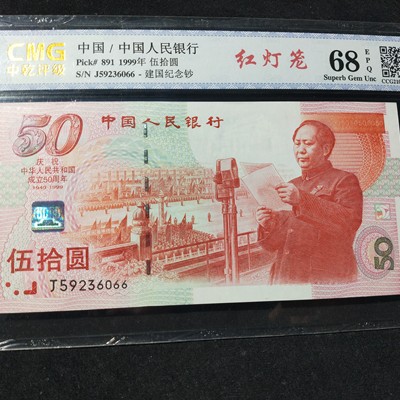 CMG
中乾评级
中国 / 中国人民银行
Pick# 891 1999年 伍拾圆
S/N J59236066 - 建国纪念钞
红灯笼
68
EPQ
Superb Gem Unc
50
中国人民银行
庆祝
中华人民共和国
成立50周年
1949-1999
伍拾圆
J59236066
50